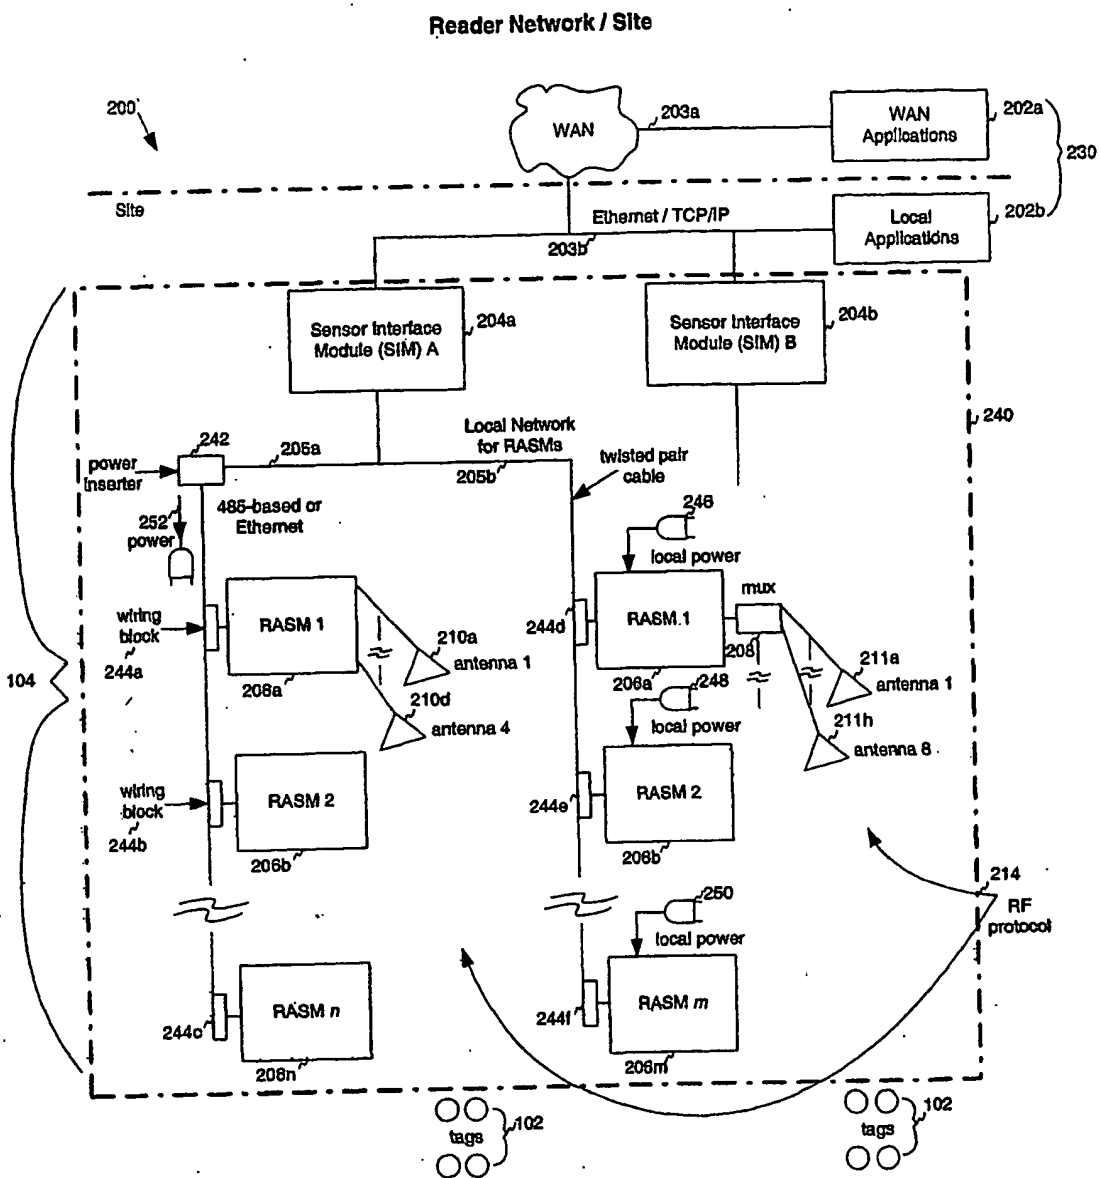 Reader Network / Site
200
WAN
203a
WAN
Applications
202a
230
Site
Ethernet / TCP/IP
203b
Local
Applications
202b
Sensor Interface
Module (SIM) A
204a
Sensor Interface
Module (SIM) B
204b
240
242
205a
Local Network
for RASMs
205b
power
inserter
twisted pair
cable
485-based or
Ethernet
252
power
246
local power
wiring
block
244a
RASM 1
206a
210a
antenna 1
210d
antenna 4
244d
RASM 1
206a
mux
208
211a
antenna 1
211h
antenna 8
104
248
local power
wiring
block
244b
RASM 2
206b
244e
RASM 2
206b
214
RF
protocol
250
local power
244c
RASM n
206n
244f
RASM m
206m
tags
102
tags
102